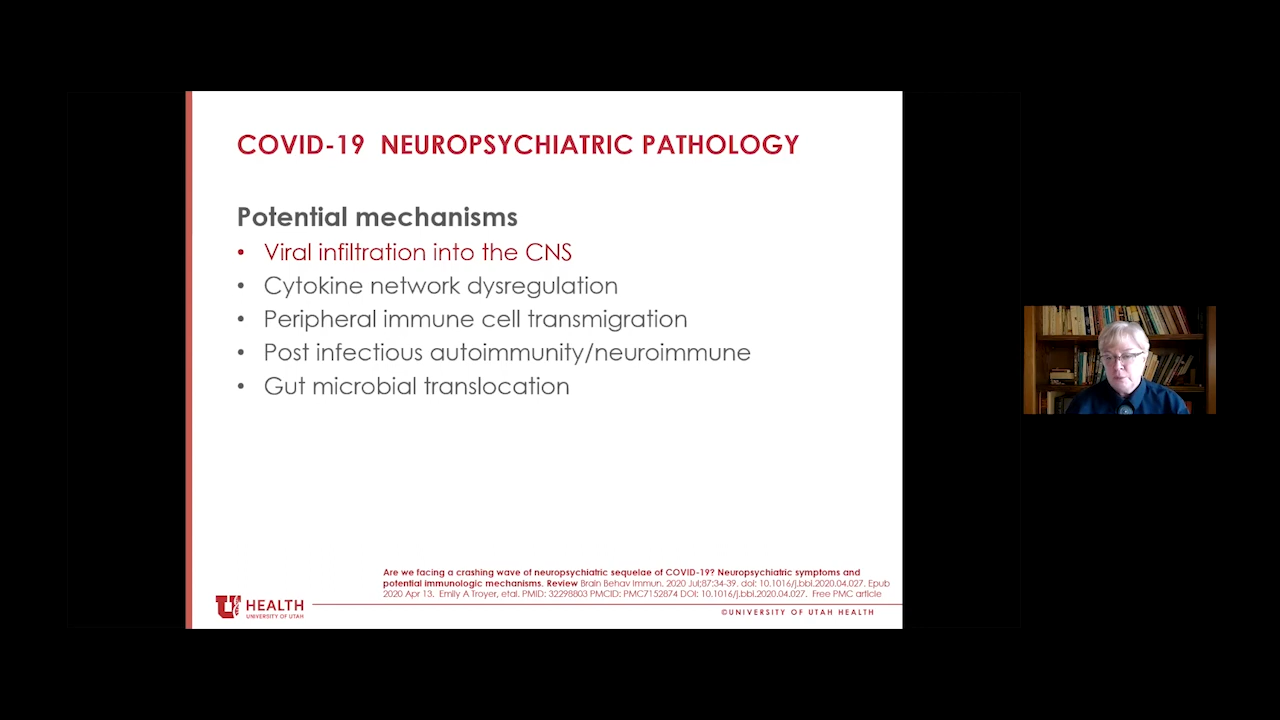 COVID-19 NEUROPSYCHIATRIC PATHOLOGY
Potential mechanisms
• Viral infiltration into the CNS
• Cytokine network dysregulation
• Peripheral immune cell transmigration
• Post infectious autoimmunity/neuroimmune
• Gut microbial translocation
Are we facing a crashing wave of neuropsychiatric sequelae of COVID-19? Neuropsychiatric symptoms and
potential immunologic mechanisms. Review Brain Behav Immun. 2020 Jul;87:34-39. doi: 10.1016/j.bbi.2020.04.027. Epub
2020 Apr 13. Emily A Troyer, etal. PMID: 32298803 PMCID: PMC7152874 DOI: 10.1016/j.bbi.2020.04.027. Free PMC article
U HEALTH
UNIVERSITY OF UTAH
©UNIVERSITY OF UTAH HEALTH